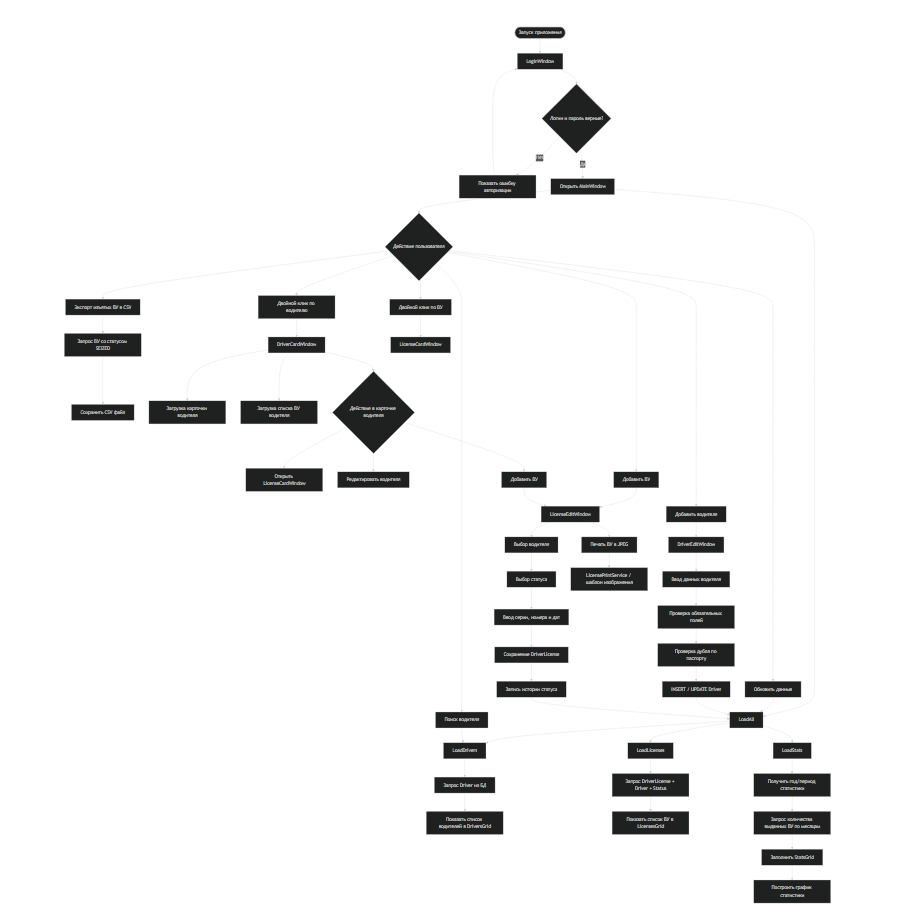 Запуск приложения
LoginWindow
Логин и пароль верные?
Нет
Да
Показать ошибку
авторизации
Открыть MainWindow
Действие пользователя
Экспорт изъятых ВУ в CSV
Двойной клик по
водителю
Двойной клик по ВУ
Запрос ВУ со статусом
SEIZED
DriverCardWindow
LicenseCardWindow
Сохранить CSV файл
Загрузка карточки
водителя
Загрузка списка ВУ
водителя
Действие в карточке
водителя
Открыть
LicenseCardWindow
Редактировать водителя
Добавить ВУ
Добавить ВУ
LicenseEditWindow
Добавить водителя
Выбор водителя
Печать ВУ в JPEG
DriverEditWindow
Выбор статуса
LicensePrintService /
шаблон изображения
Ввод данных водителя
Ввод серии, номера и дат
Проверка обязательных
полей
Сохранение DriverLicense
Проверка дубля по
паспорту
Запись истории статуса
INSERT / UPDATE Driver
Обновить данные
Поиск водителя
LoadAll
LoadDrivers
LoadLicenses
LoadStats
Запрос Driver из БД
Запрос DriverLicense +
Driver + Status
Получить год/период
статистики
Показать список
водителей в DriversGrid
Показать список ВУ в
LicensesGrid
Запрос количества
выданных ВУ по месяцам
Заполнить StatsGrid
Построить график
статистики